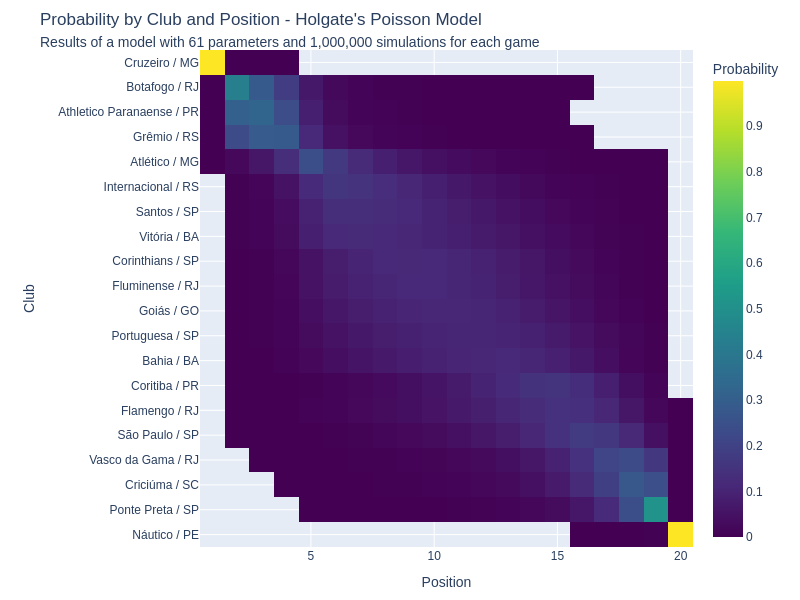 Probability by Club and Position - Holgate's Poisson Model
Results of a model with 61 parameters and 1,000,000 simulations for each game
Probability
Club
Cruzeiro / MG
Botafogo / RJ
Athletico Paranaense / PR
Grêmio / RS
Atlético / MG
Internacional / RS
Santos / SP
Vitória / BA
Corinthians / SP
Fluminense / RJ
Goiás / GO
Portuguesa / SP
Bahia / BA
Coritiba / PR
Flamengo / RJ
São Paulo / SP
Vasco da Gama / RJ
Criciúma / SC
Ponte Preta / SP
Náutico / PE
0.9
0.8
0.7
0.6
0.5
0.4
0.3
0.2
0.1
0
5
10
15
20
Position